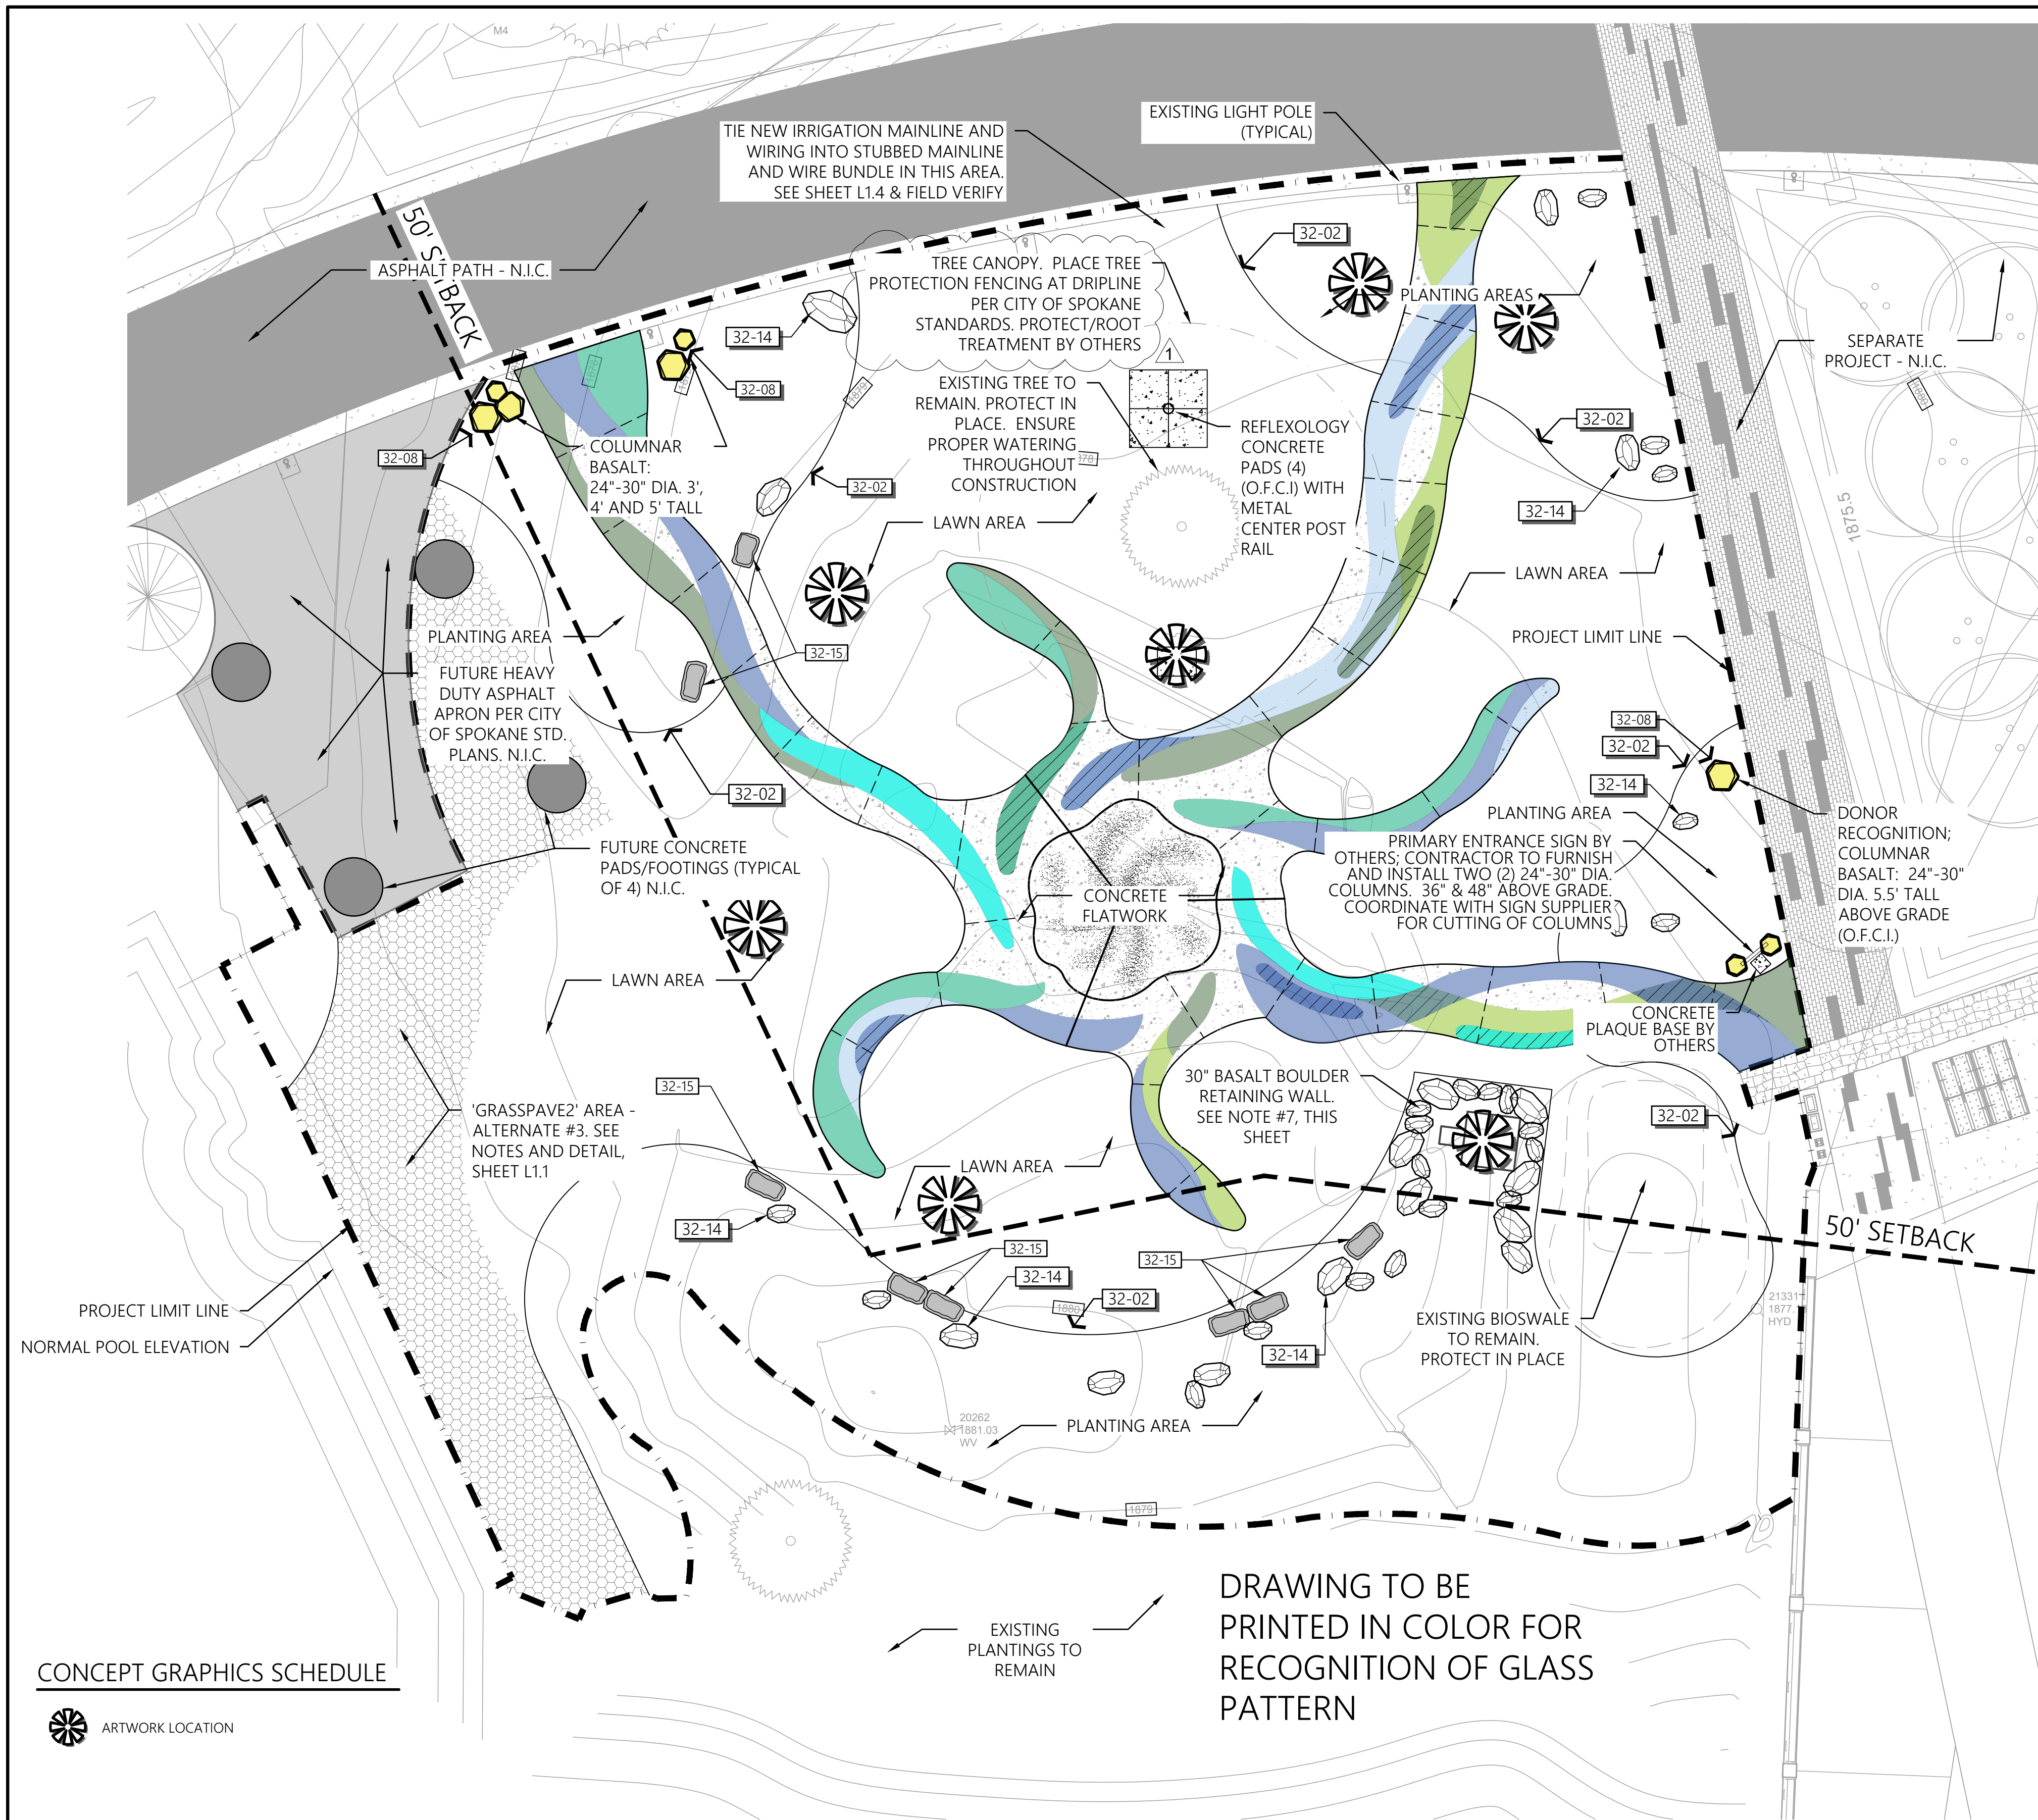 M4
EXISTING LIGHT POLE
(TYPICAL)
TIE NEW IRRIGATION MAINLINE AND
WIRING INTO STUBBED MAINLINE
AND WIRE BUNDLE IN THIS AREA.
SEE SHEET L1.4 & FIELD VERIFY
50' SETBACK
ASPHALT PATH - N.I.C.
32-02
TREE CANOPY. PLACE TREE
PROTECTION FENCING AT DRIPLINE
PER CITY OF SPOKANE
STANDARDS. PROTECT/ROOT
TREATMENT BY OTHERS
1
PLANTING AREAS
SEPARATE
PROJECT - N.I.C.
32-14
32-08
1879
1880
EXISTING TREE TO
REMAIN. PROTECT IN
PLACE. ENSURE
PROPER WATERING
THROUGHOUT
CONSTRUCTION
REFLEXOLOGY
CONCRETE
PADS (4)
(O.F.C.I) WITH
METAL
CENTER POST
RAIL
32-02
32-08
COLUMNAR
BASALT:
24"-30" DIA. 3',
4' AND 5' TALL
32-02
32-14
1875.5
LAWN AREA
LAWN AREA
PLANTING AREA
32-15
PROJECT LIMIT LINE
FUTURE HEAVY
DUTY ASPHALT
APRON PER CITY
OF SPOKANE STD.
PLANS. N.I.C.
32-02
32-08
32-02
32-14
PLANTING AREA
DONOR
RECOGNITION;
COLUMNAR
BASALT: 24"-30"
DIA. 5.5' TALL
ABOVE GRADE
(O.F.C.I.)
PRIMARY ENTRANCE SIGN BY
OTHERS; CONTRACTOR TO FURNISH
AND INSTALL TWO (2) 24"-30" DIA.
COLUMNS. 36" & 48" ABOVE GRADE.
COORDINATE WITH SIGN SUPPLIER
FOR CUTTING OF COLUMNS
FUTURE CONCRETE
PADS/FOOTINGS (TYPICAL
OF 4) N.I.C.
CONCRETE
FLATWORK
LAWN AREA
CONCRETE
PLAQUE BASE BY
OTHERS
32-15
'GRASSPAVE2' AREA -
ALTERNATE #3. SEE
NOTES AND DETAIL,
SHEET L1.1
30" BASALT BOULDER
RETAINING WALL.
SEE NOTE #7, THIS
SHEET
32-02
LAWN AREA
32-14
50' SETBACK
32-15
32-14
32-15
1880
32-02
PROJECT LIMIT LINE
NORMAL POOL ELEVATION
32-14
EXISTING BIOSWALE
TO REMAIN.
PROTECT IN PLACE
21331
1877.
HYD
20262
1881.03
WV
PLANTING AREA
1879
DRAWING TO BE
PRINTED IN COLOR FOR
RECOGNITION OF GLASS
PATTERN
EXISTING
PLANTINGS TO
REMAIN
CONCEPT GRAPHICS SCHEDULE
ARTWORK LOCATION